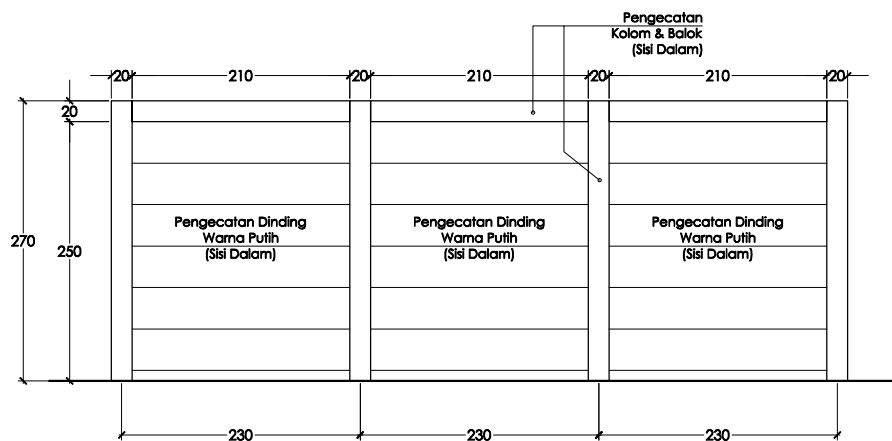 Pengecatan
Kolom & Balok
(Sisi Dalam)
20 210 20 210 20 210 20
20
270
250
Pengecatan Dinding
Warna Putih
(Sisi Dalam)
Pengecatan Dinding
Warna Putih
(Sisi Dalam)
Pengecatan Dinding
Warna Putih
(Sisi Dalam)
230 230 230